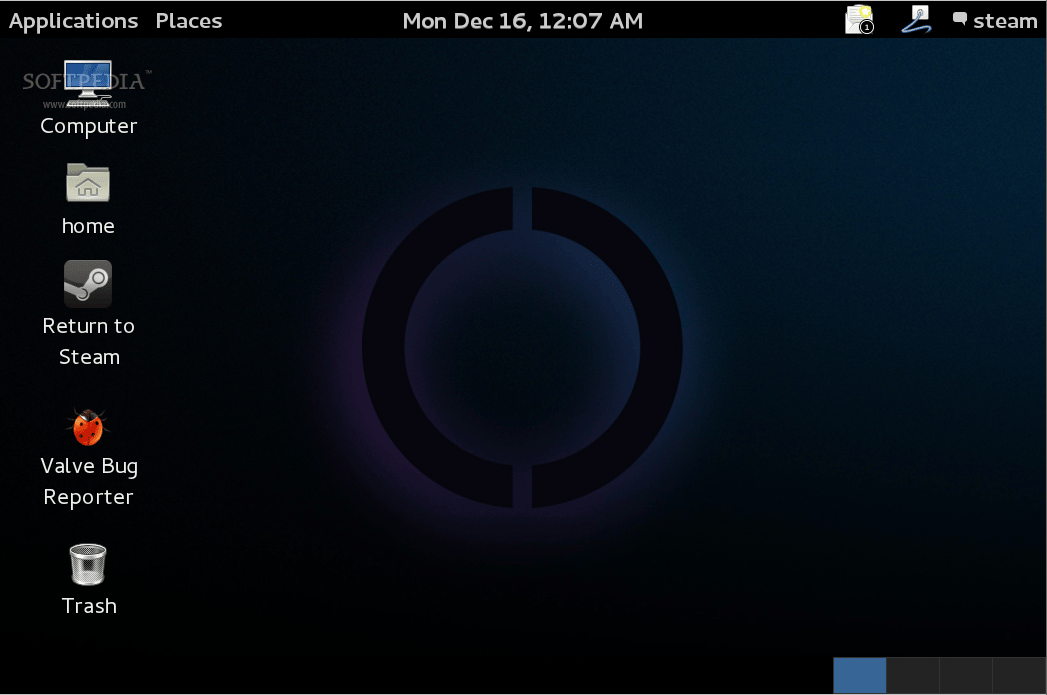 Applications Places Mon Dec 16, 12:07 AM 1 steam
SOFTPEDIA™
www.softpedia.com
Computer
home
Return to
Steam
Valve Bug
Reporter
Trash